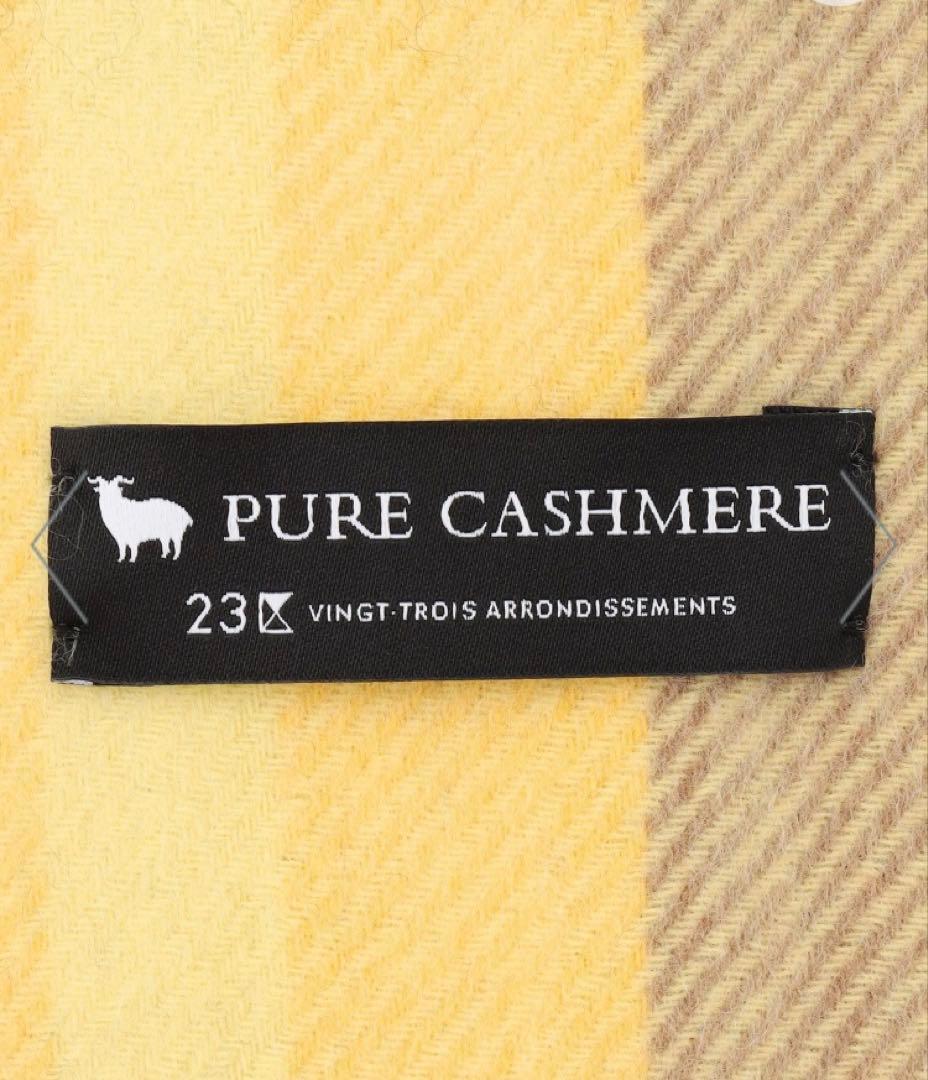 PURE CASHMERE
23 VINGT-TROIS ARRONDISSEMENTS